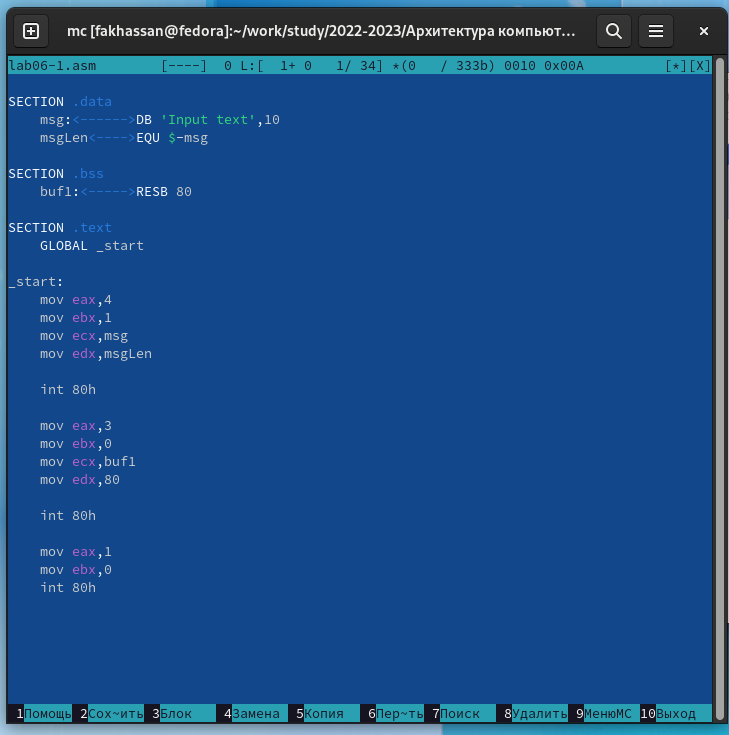 mc [fakhassan@fedora]:~/work/study/2022-2023/Архитектура компьют...
lab06-1.asm [----] 0 L:[ 1+ 0 1/ 34] *(0 / 333b) 0010 0x00A [*][X]
SECTION .data
msg:<------>DB 'Input text',10
msgLen<---->EQU $-msg
SECTION .bss
buf1:<----->RESB 80
SECTION .text
GLOBAL _start
_start:
mov eax,4
mov ebx,1
mov ecx,msg
mov edx,msgLen
int 80h
mov eax,3
mov ebx,0
mov ecx,buf1
mov edx,80
int 80h
mov eax,1
mov ebx,0
int 80h
1Помощь 2Сох~ить 3Блок 4Замена 5Копия 6Пер~ть 7Поиск 8Удалить 9МенюMC 10Выход